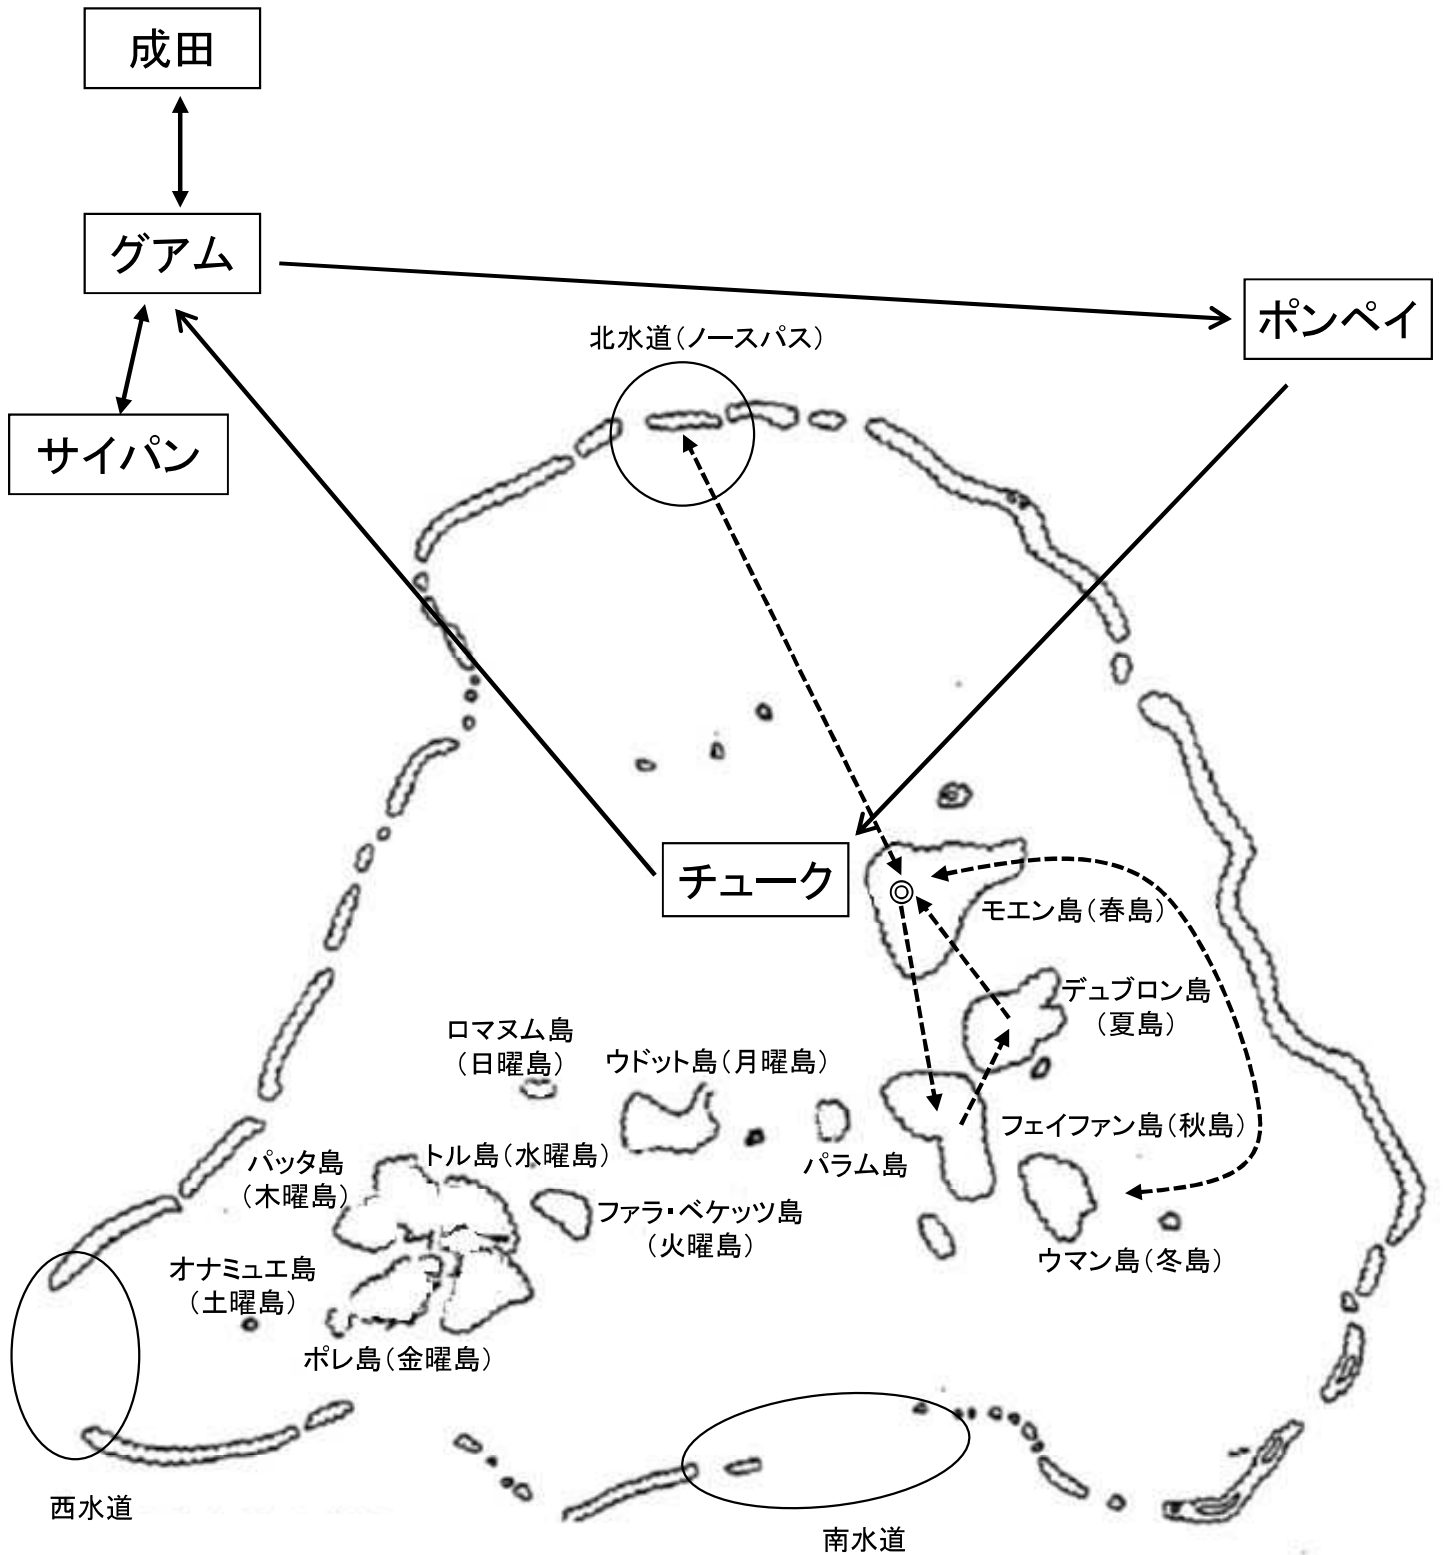 成田
グアム
ポンペイ
北水道（ノースパス）
サイパン
チューク
モエン島（春島）
デュブロン島
（夏島）
ロマヌム島
（日曜島）
ウドット島（月曜島）
フェイファン島（秋島）
トル島（水曜島）
パラム島
パッタ島
（木曜島）
ファラ・ベケッツ島
（火曜島）
ウマン島（冬島）
オナミュエ島
（土曜島）
ポレ島（金曜島）
西水道
南水道